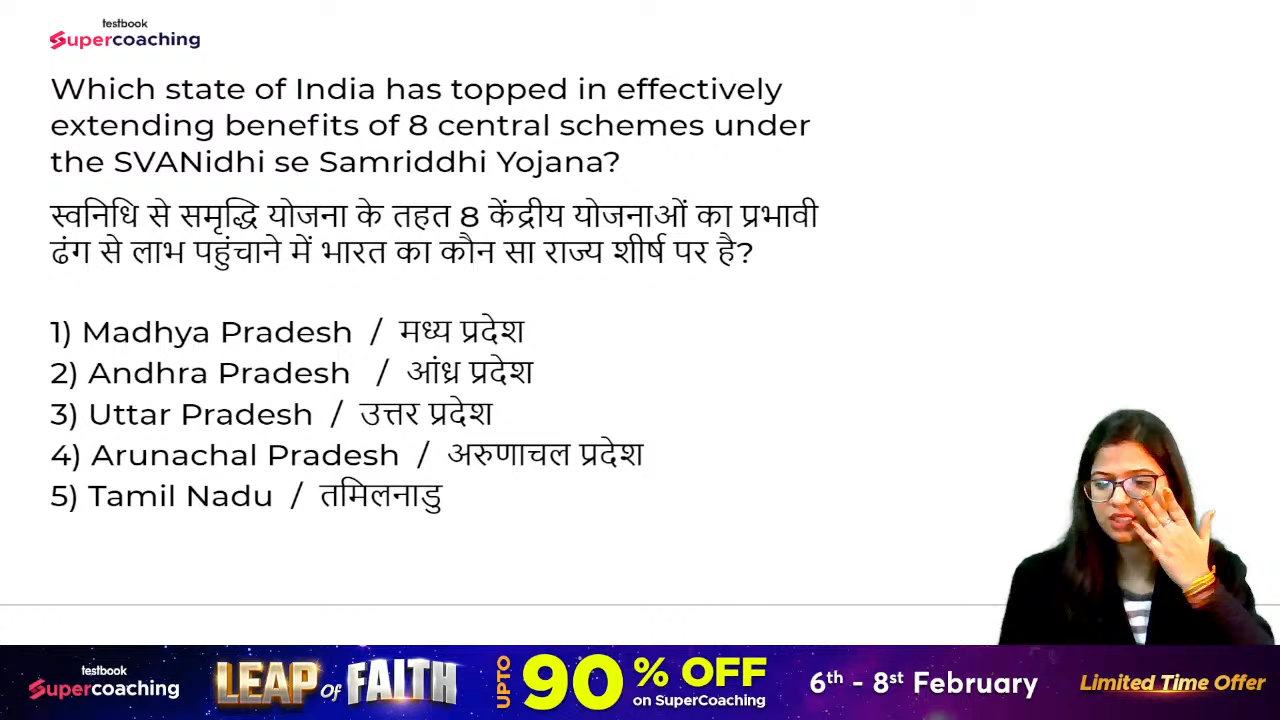 testbook
Supercoaching
Which state of India has topped in effectively
extending benefits of 8 central schemes under
the SVANidhi se Samriddhi Yojana?
स्वनिधि से समृद्धि योजना के तहत 8 केंद्रीय योजनाओं का प्रभावी
ढंग से लाभ पहुंचाने में भारत का कौन सा राज्य शीर्ष पर है?
1) Madhya Pradesh / मध्य प्रदेश
2) Andhra Pradesh / आंध्र प्रदेश
3) Uttar Pradesh / उत्तर प्रदेश
4) Arunachal Pradesh / अरुणाचल प्रदेश
5) Tamil Nadu / तमिलनाडु
testbook
Supercoaching
LEAP of FAITH
UPTO 90% OFF
on SuperCoaching
6th - 8st February
Limited Time Offer